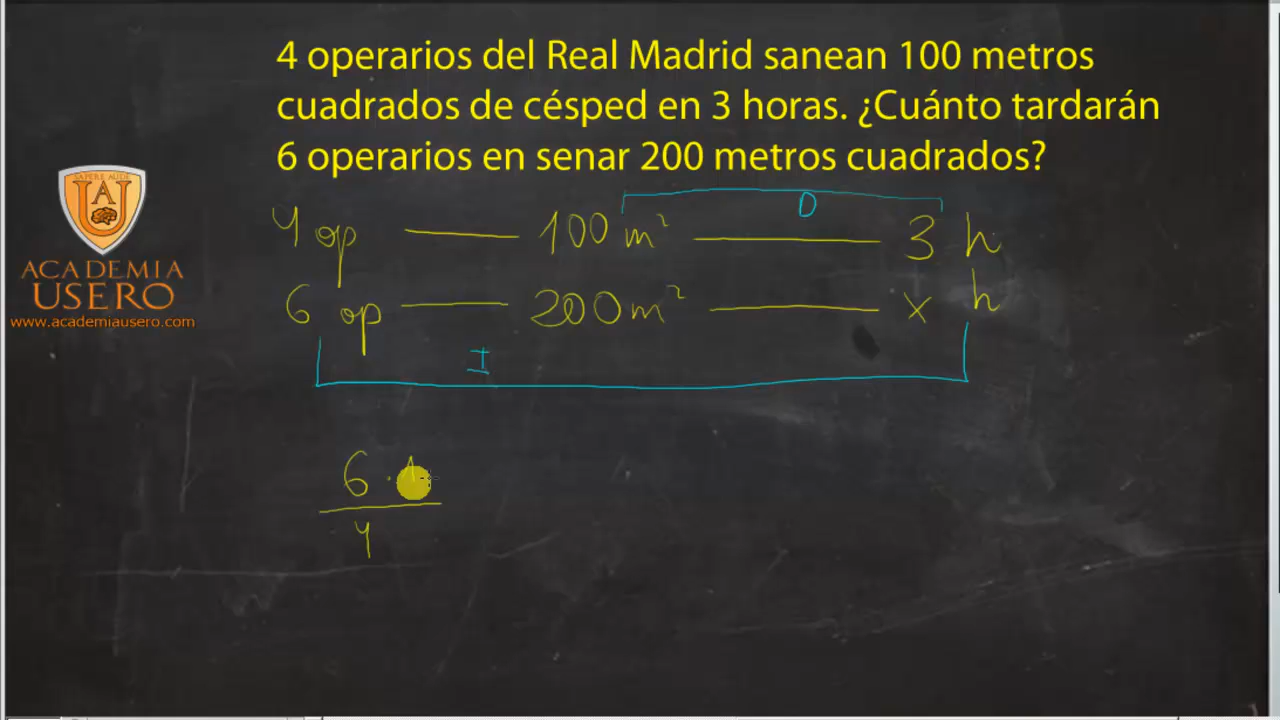 4 operarios del Real Madrid sanean 100 metros
cuadrados de césped en 3 horas. ¿Cuánto tardarán
6 operarios en senar 200 metros cuadrados?
SAPERE AUDE
UA
ACADEMIA
USERO
www.academiausero.com
D
4 op — 100 m² — 3 h
6 op — 200 m² — x h
I
6 · 1
4